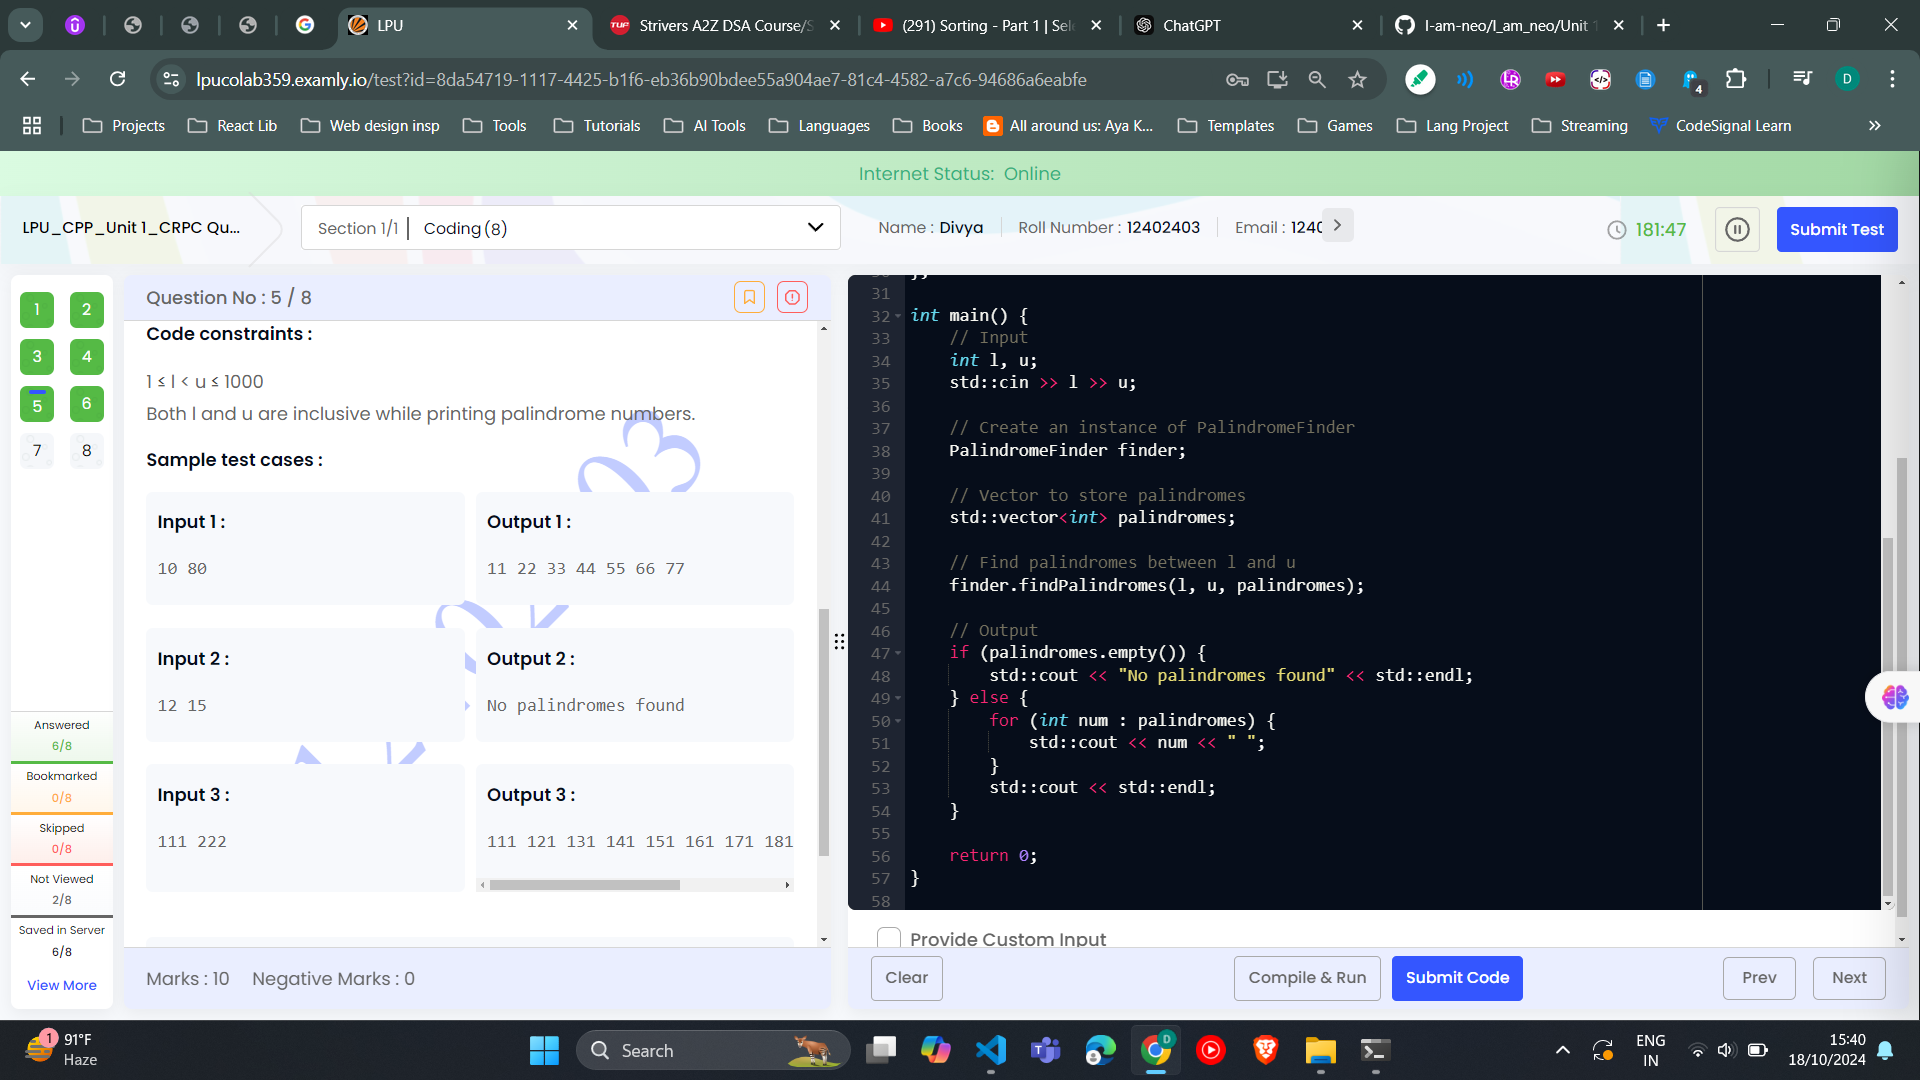 LPU
Strivers A2Z DSA Course/S
(291) Sorting - Part 1 | Sele
ChatGPT
I-am-neo/I_am_neo/Unit 1
lpucolab359.examly.io/test?id=8da54719-1117-4425-b1f6-eb36b90bdee55a904ae7-81c4-4582-a7c6-94686a6eabfe
4
D
Projects
React Lib
Web design insp
Tools
Tutorials
AI Tools
Languages
Books
All around us: Aya K...
Templates
Games
Lang Project
Streaming
CodeSignal Learn
Internet Status: Online
LPU_CPP_Unit 1_CRPC Qu...
Section 1/1 | Coding (8)
Name : Divya
Roll Number : 12402403
Email : 1240
181:47
Submit Test
1 2
3 4
5 6
7 8
Answered
6/8
Bookmarked
0/8
Skipped
0/8
Not Viewed
2/8
Saved in Server
6/8
View More
Question No : 5 / 8
Code constraints :
1 ≤ l < u ≤ 1000
Both l and u are inclusive while printing palindrome numbers.
Sample test cases :
Input 1 :
10 80
Output 1 :
11 22 33 44 55 66 77
Input 2 :
12 15
Output 2 :
No palindromes found
Input 3 :
111 222
Output 3 :
111 121 131 141 151 161 171 181
Marks : 10 Negative Marks : 0
31
32 int main() {
33 // Input
34 int l, u;
35 std::cin >> l >> u;
36
37 // Create an instance of PalindromeFinder
38 PalindromeFinder finder;
39
40 // Vector to store palindromes
41 std::vector<int> palindromes;
42
43 // Find palindromes between l and u
44 finder.findPalindromes(l, u, palindromes);
45
46 // Output
47 if (palindromes.empty()) {
48 std::cout << "No palindromes found" << std::endl;
49 } else {
50 for (int num : palindromes) {
51 std::cout << num << " ";
52 }
53 std::cout << std::endl;
54 }
55
56 return 0;
57 }
58
Provide Custom Input
Clear
Compile & Run
Submit Code
Prev
Next
1
91°F
Haze
Search
D
ENG
IN
15:40
18/10/2024